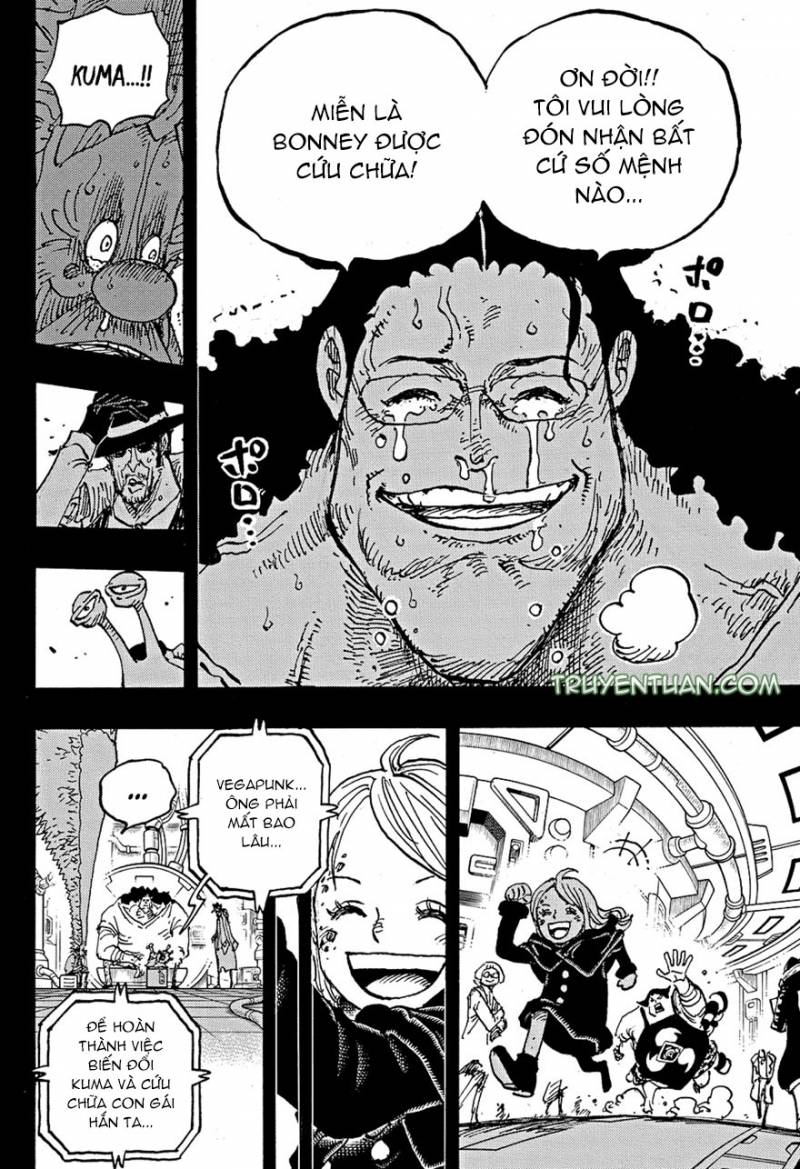 ƠN ĐỜI!!
TÔI VUI LÒNG
ĐÓN NHẬN BẤT
CỨ SỐ MỆNH
NÀO...
MIỄN LÀ
BONNEY ĐƯỢC
CỨU CHỮA!
ポロ...
ポロ...
KUMA...!!
TRUYENTUAN.COM
VEGAPUNK...
ÔNG PHẢI
MẤT BAO
LÂU...
...
ĐỂ HOÀN
THÀNH VIỆC
BIẾN ĐỔI
KUMA VÀ CỨU
CHỮA CON GÁI
HẮN TA...